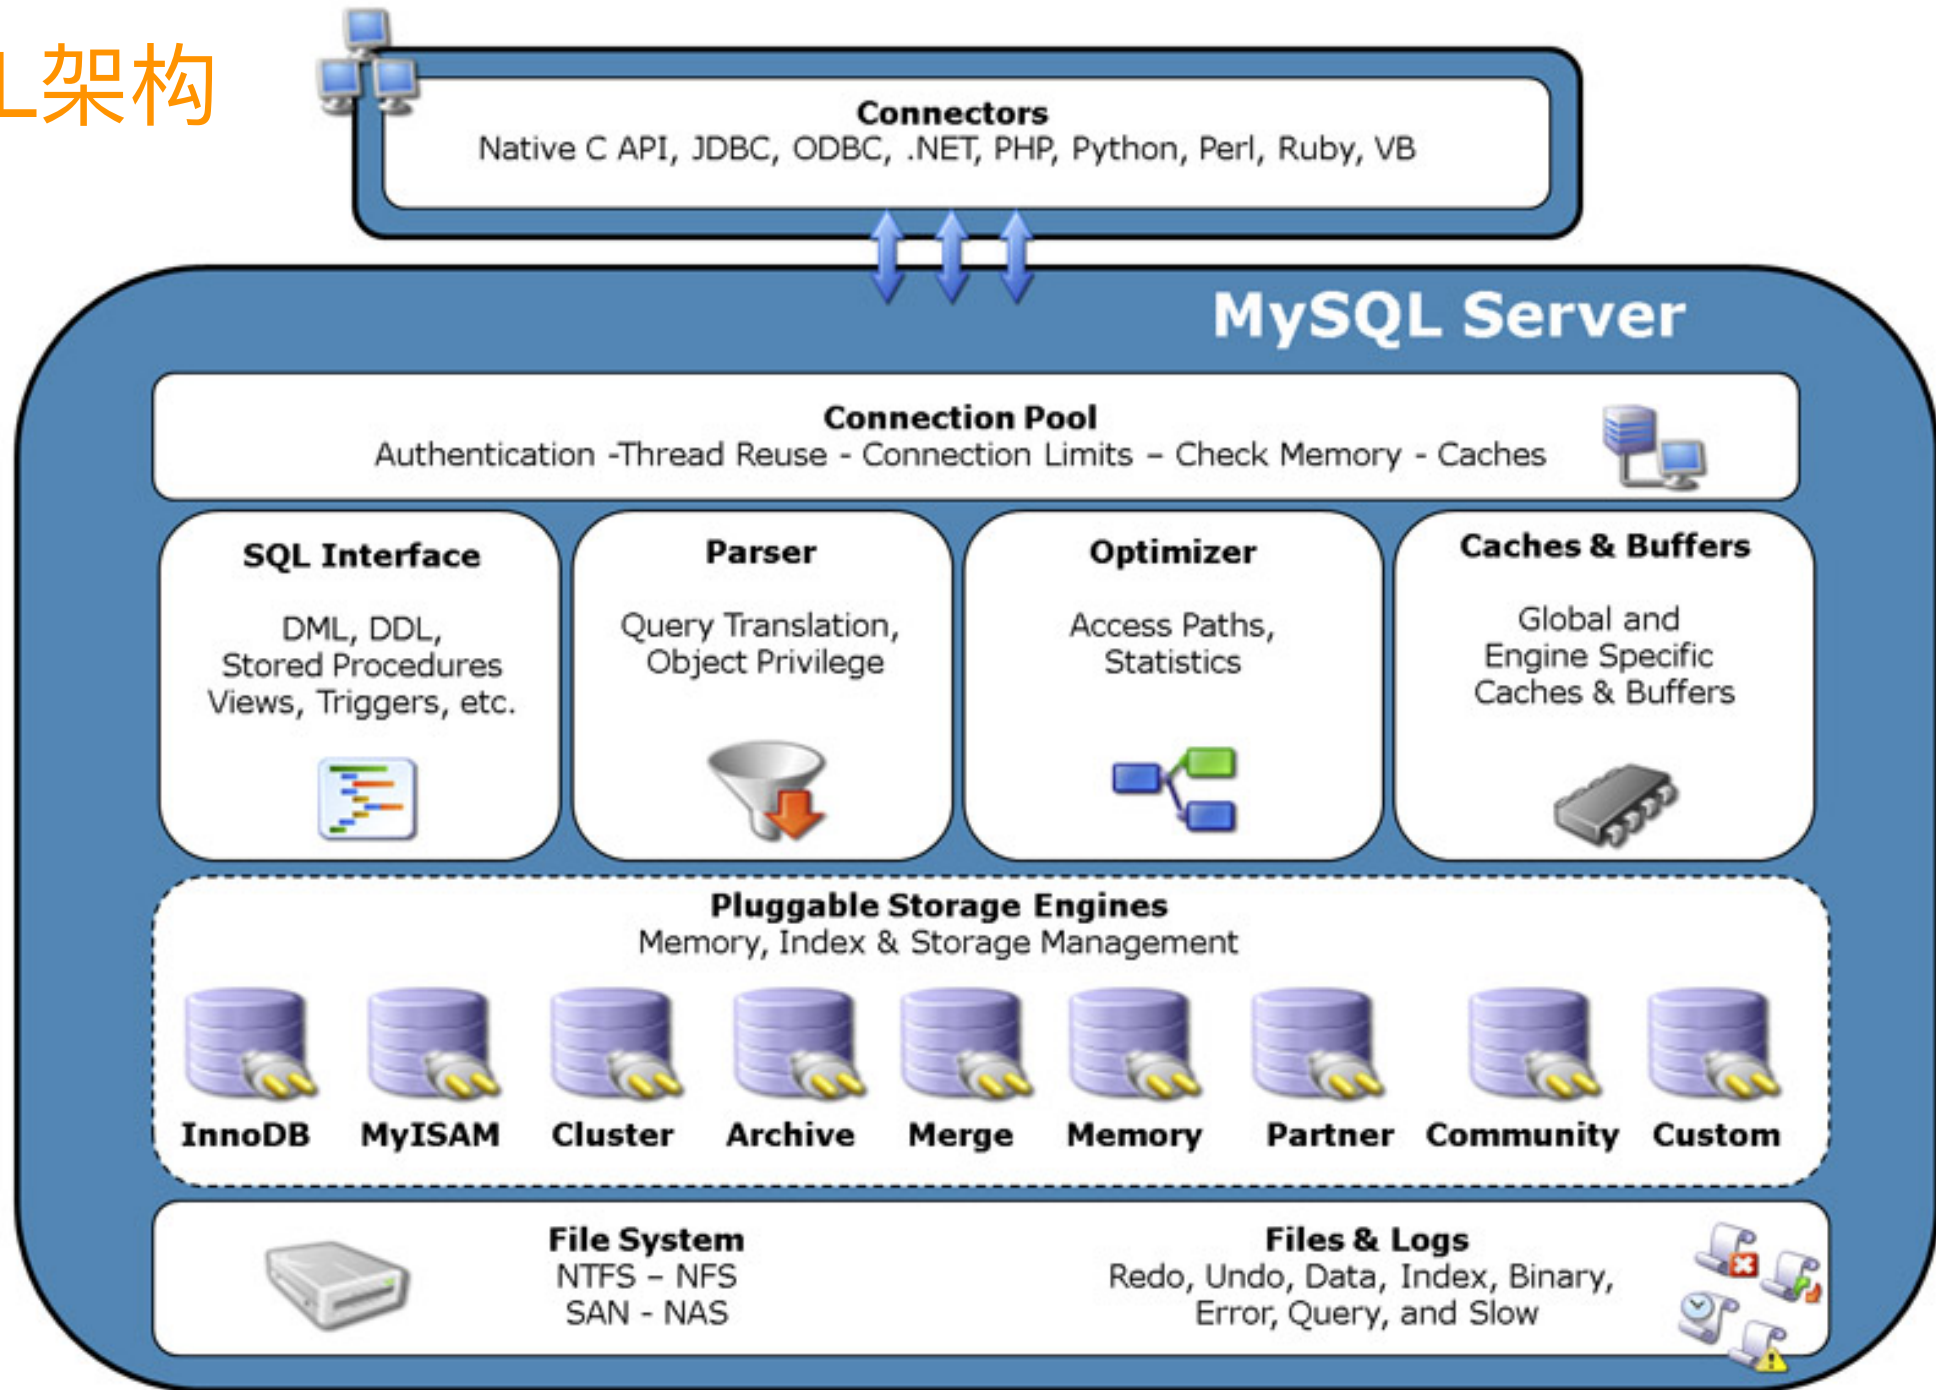 L架构
Connectors
Native C API, JDBC, ODBC, .NET, PHP, Python, Perl, Ruby, VB
MySQL Server
Connection Pool
Authentication -Thread Reuse - Connection Limits – Check Memory - Caches
SQL Interface
DML, DDL,
Stored Procedures
Views, Triggers, etc.
Parser
Query Translation,
Object Privilege
Optimizer
Access Paths,
Statistics
Caches & Buffers
Global and
Engine Specific
Caches & Buffers
Pluggable Storage Engines
Memory, Index & Storage Management
InnoDB MyISAM Cluster Archive Merge Memory Partner Community Custom
File System
NTFS – NFS
SAN - NAS
Files & Logs
Redo, Undo, Data, Index, Binary,
Error, Query, and Slow